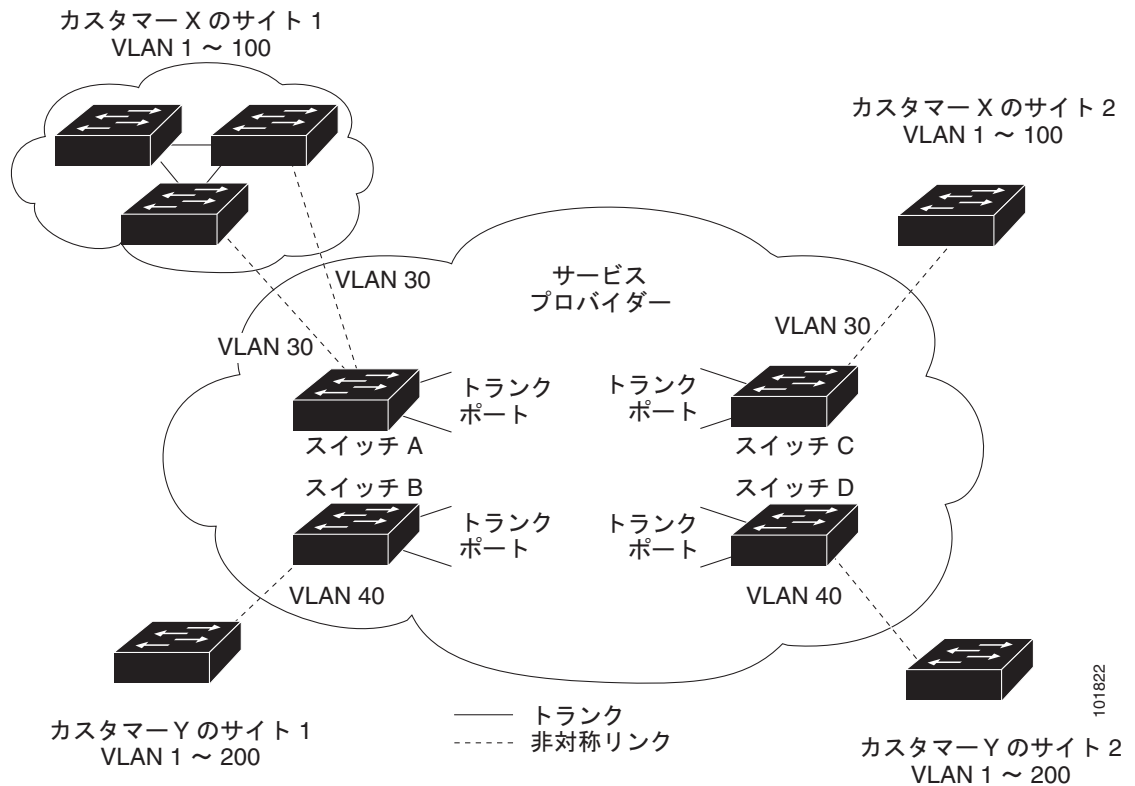 カスタマー X のサイト 1
VLAN 1 ～ 100
カスタマー X のサイト 2
VLAN 1 ～ 100
VLAN 30
サービス
プロバイダー
VLAN 30
VLAN 30
トランク
ポート
トランク
ポート
スイッチ A
スイッチ C
スイッチ B
スイッチ D
トランク
ポート
トランク
ポート
VLAN 40
VLAN 40
カスタマー Y のサイト 1
VLAN 1 ～ 200
トランク
非対称リンク
101822
カスタマー Y のサイト 2
VLAN 1 ～ 200